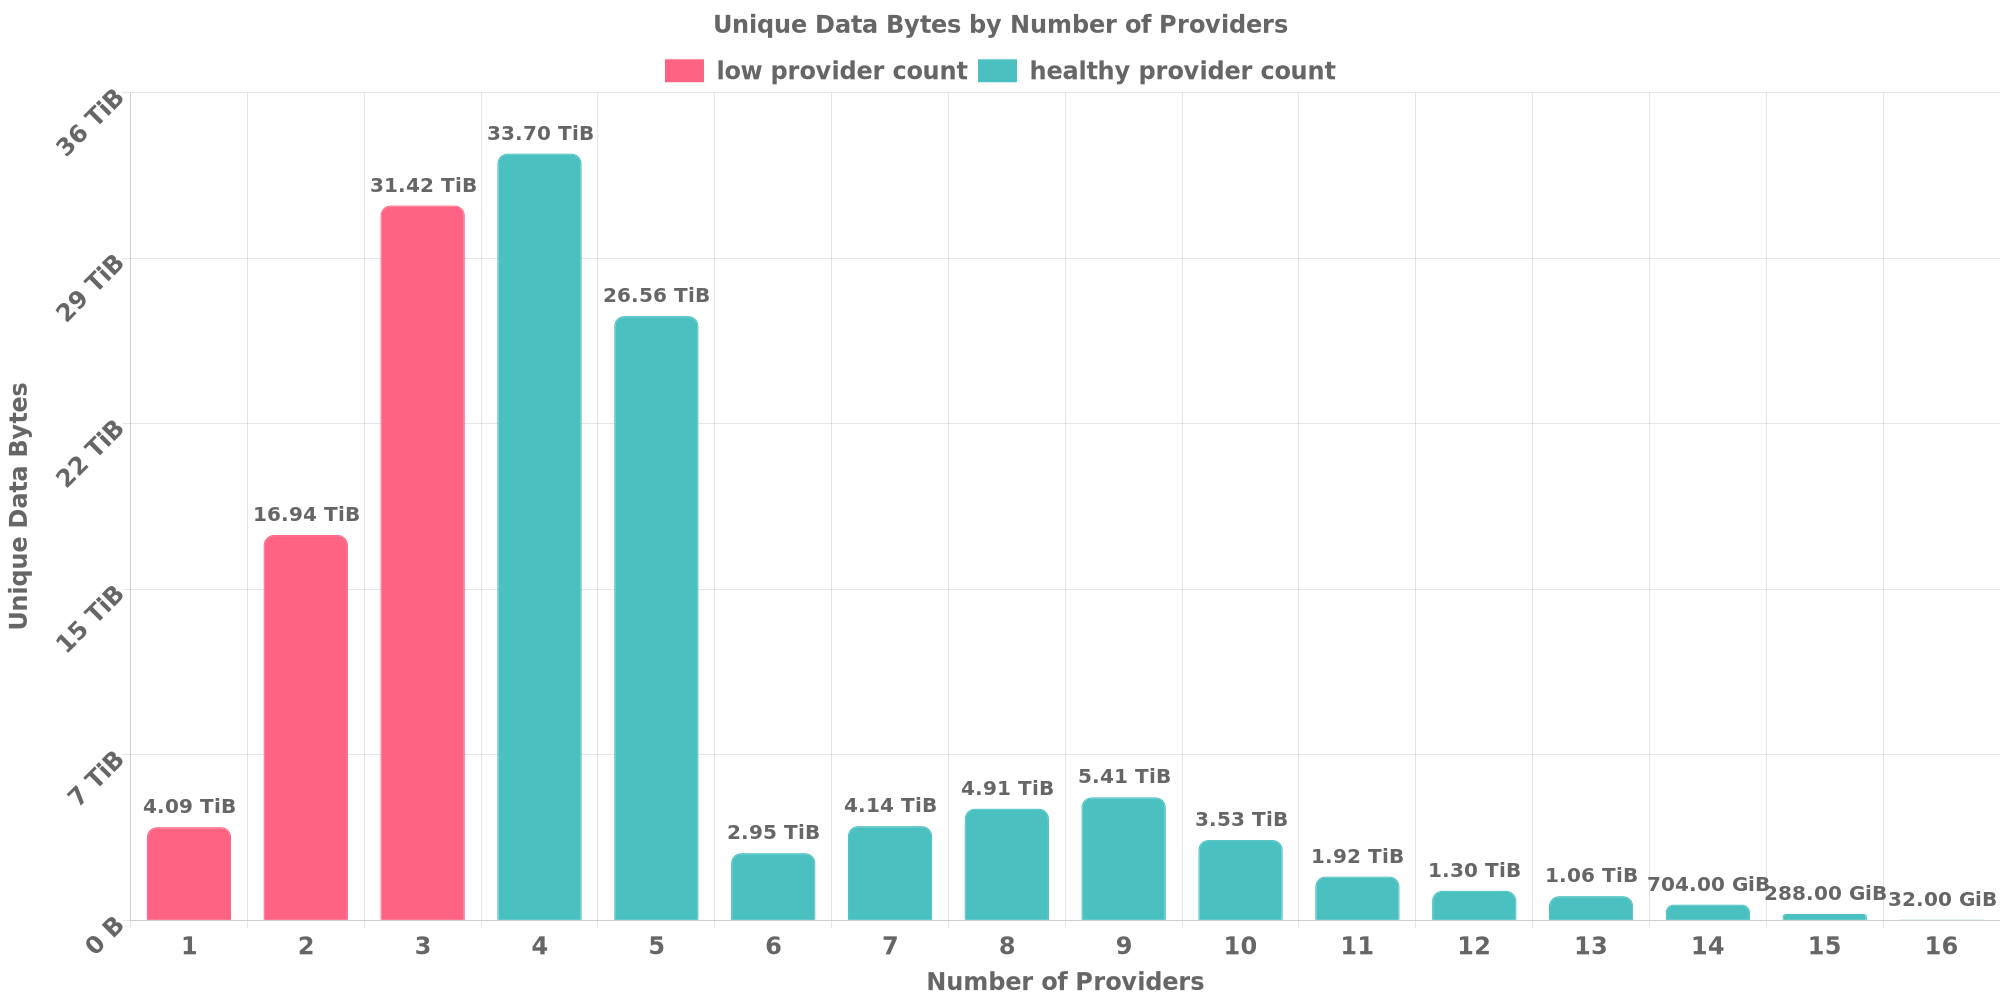 Unique Data Bytes by Number of Providers
low provider count healthy provider count
36 TiB
29 TiB
22 TiB
15 TiB
7 TiB
0 B
Unique Data Bytes
4.09 TiB
16.94 TiB
31.42 TiB
33.70 TiB
26.56 TiB
2.95 TiB
4.14 TiB
4.91 TiB
5.41 TiB
3.53 TiB
1.92 TiB
1.30 TiB
1.06 TiB
704.00 GiB
288.00 GiB
32.00 GiB
1 2 3 4 5 6 7 8 9 10 11 12 13 14 15 16
Number of Providers